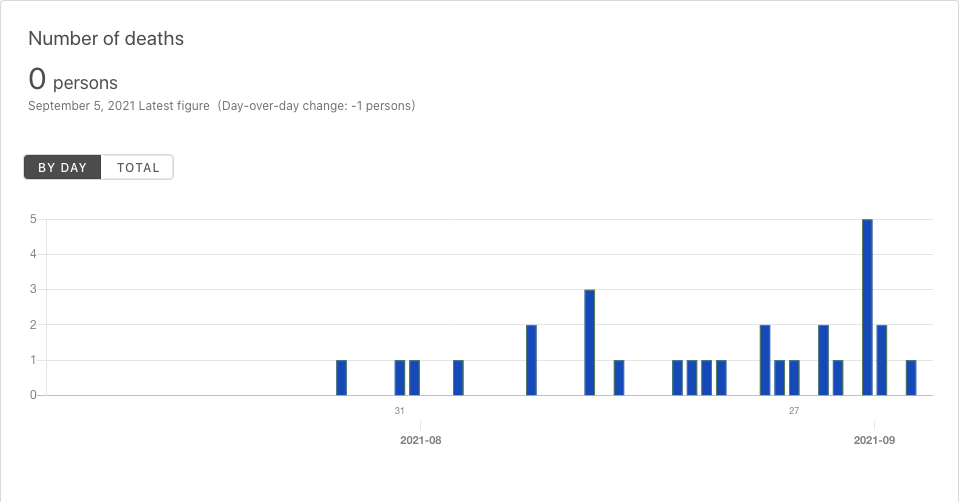 Number of deaths
0 persons
September 5, 2021 Latest figure (Day-over-day change: -1 persons)
BY DAY TOTAL
5
4
3
2
1
0
31 27
2021-08 2021-09